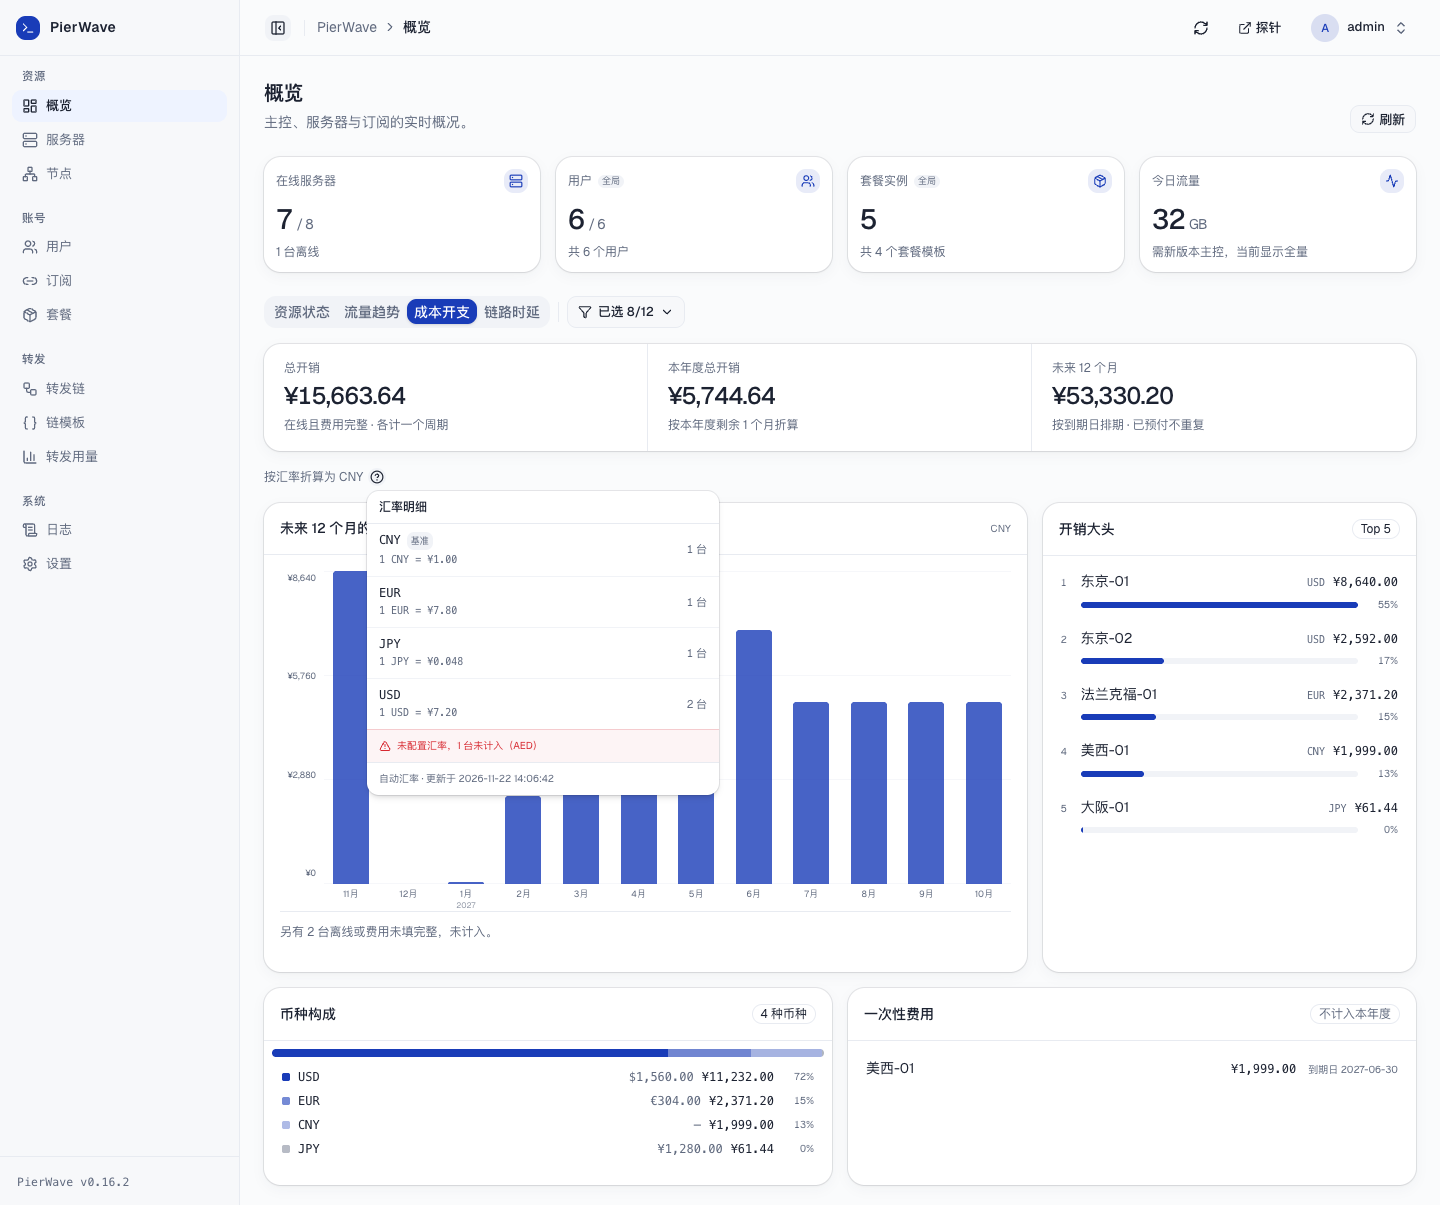 PierWave
PierWave > 概览
探针
A admin
资源
概览
服务器
节点
账号
用户
订阅
套餐
转发
转发链
链模板
转发用量
系统
日志
设置
PierWave v0.16.2
概览
主控、服务器与订阅的实时概况。
刷新
在线服务器
7 / 8
1 台离线
用户 全局
6 / 6
共 6 个用户
套餐实例 全局
5
共 4 个套餐模板
今日流量
32 GB
需新版本主控，当前显示全量
资源状态 流量趋势 成本开支 链路时延
已选 8/12
总开销
¥15,663.64
在线且费用完整 · 各计一个周期
本年度总开销
¥5,744.64
按本年度剩余 1 个月折算
未来 12 个月
¥53,330.20
按到期日排期 · 已预付不重复
按汇率折算为 CNY
未来 12 个月的
CNY
汇率明细
CNY 基准
1 CNY = ¥1.00
1 台
EUR
1 EUR = ¥7.80
1 台
JPY
1 JPY = ¥0.048
1 台
USD
1 USD = ¥7.20
2 台
未配置汇率，1 台未计入（AED）
自动汇率 · 更新于 2026-11-22 14:06:42
¥8,640
¥5,760
¥2,880
¥0
11月 12月 1月 2月 3月 4月 5月 6月 7月 8月 9月 10月
2027
另有 2 台离线或费用未填完整，未计入。
开销大头
Top 5
1 东京-01 USD ¥8,640.00
55%
2 东京-02 USD ¥2,592.00
17%
3 法兰克福-01 EUR ¥2,371.20
15%
4 美西-01 CNY ¥1,999.00
13%
5 大阪-01 JPY ¥61.44
0%
币种构成
4 种币种
USD $1,560.00 ¥11,232.00 72%
EUR €304.00 ¥2,371.20 15%
CNY — ¥1,999.00 13%
JPY ¥1,280.00 ¥61.44 0%
一次性费用
不计入本年度
美西-01 ¥1,999.00 到期日 2027-06-30